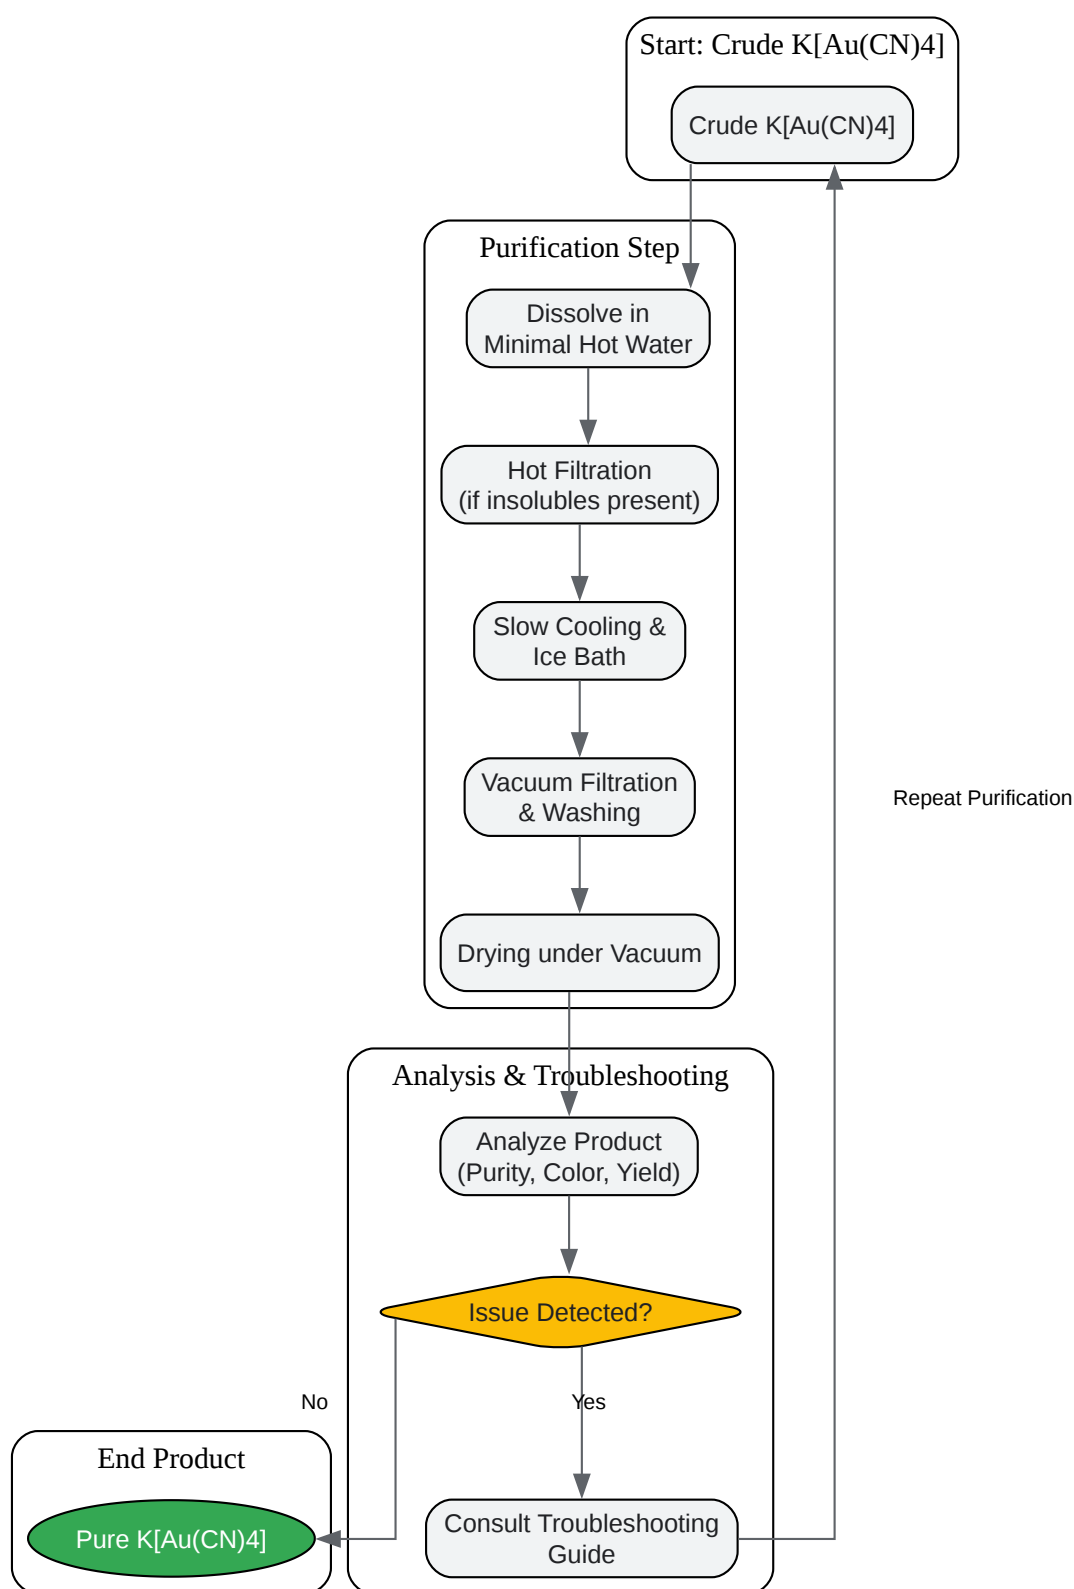 Start: Crude K[Au(CN)4]
Crude K[Au(CN)4]
Purification Step
Dissolve in
Minimal Hot Water
Hot Filtration
(if insolubles present)
Slow Cooling &
Ice Bath
Vacuum Filtration
& Washing
Repeat Purification
Drying under Vacuum
Analysis & Troubleshooting
Analyze Product
(Purity, Color, Yield)
Issue Detected?
No
Yes
End Product
Pure K[Au(CN)4]
Consult Troubleshooting
Guide